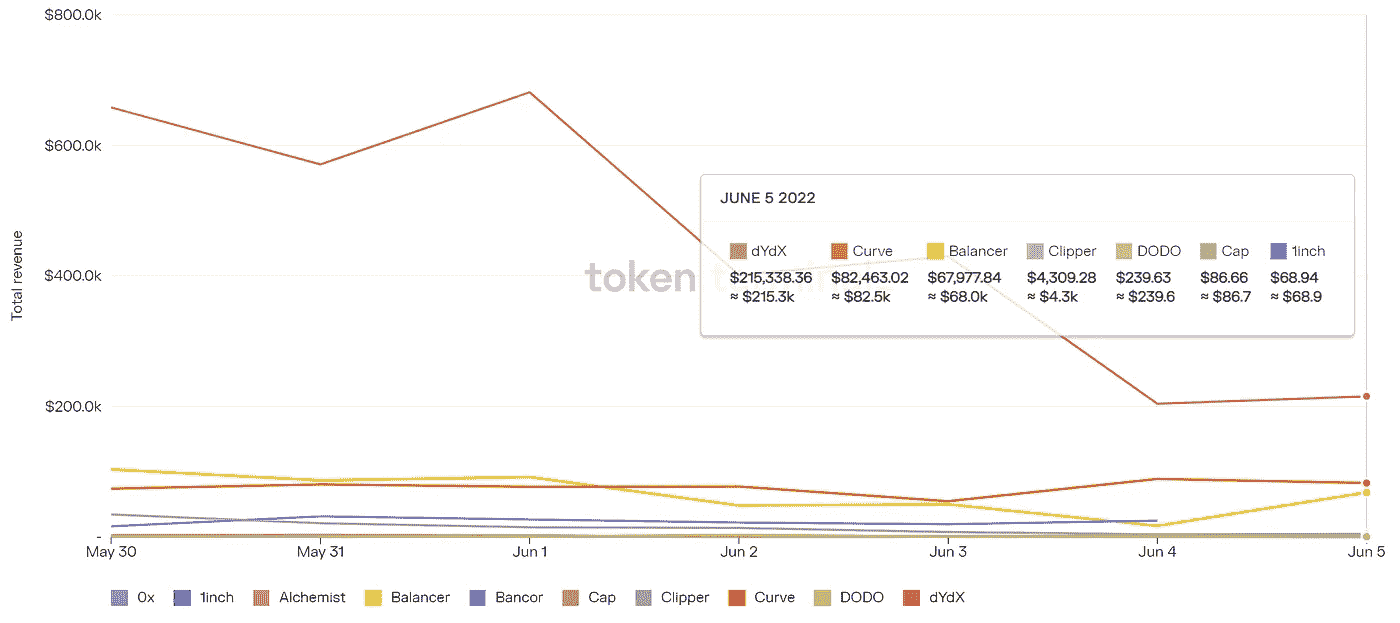 $800.0k
$600.0k
$400.0k
$200.0k
-
Total revenue
token
JUNE 5 2022
dYdX Curve Balancer Clipper DODO Cap 1inch
$215,338.36 $82,463.02 $67,977.84 $4,309.28 $239.63 $86.66 $68.94
≈ $215.3k ≈ $82.5k ≈ $68.0k ≈ $4.3k ≈ $239.6 ≈ $86.7 ≈ $68.9
May 30 May 31 Jun 1 Jun 2 Jun 3 Jun 4 Jun 5
0x 1inch Alchemist Balancer Bancor Cap Clipper Curve DODO dYdX